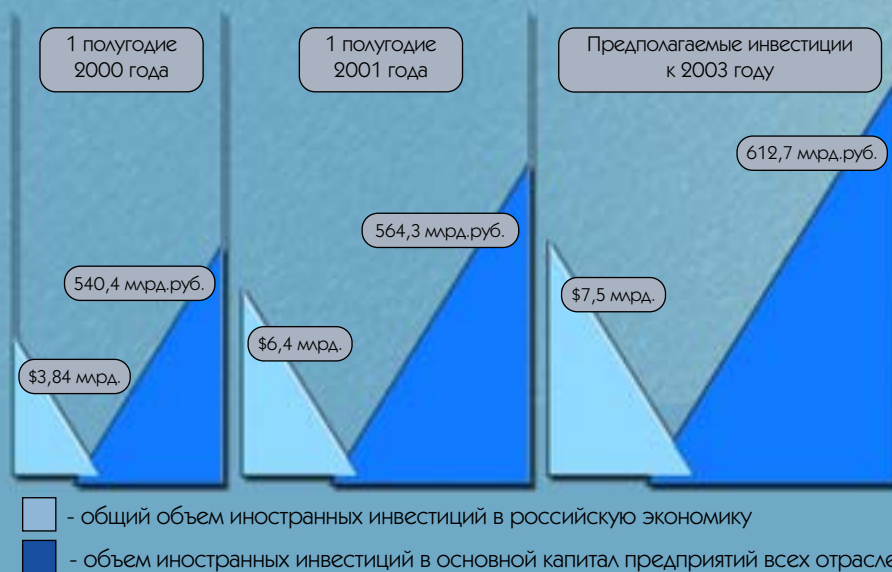 1 полугодие
2000 года
1 полугодие
2001 года
Предполагаемые инвестиции
к 2003 году
612,7 млрд.руб.
564,3 млрд.руб.
540,4 млрд.руб.
$7,5 млрд.
$6,4 млрд.
$3,84 млрд.
- общий объем иностранных инвестиций в российскую экономику
- объем иностранных инвестиций в основной капитал предприятий всех